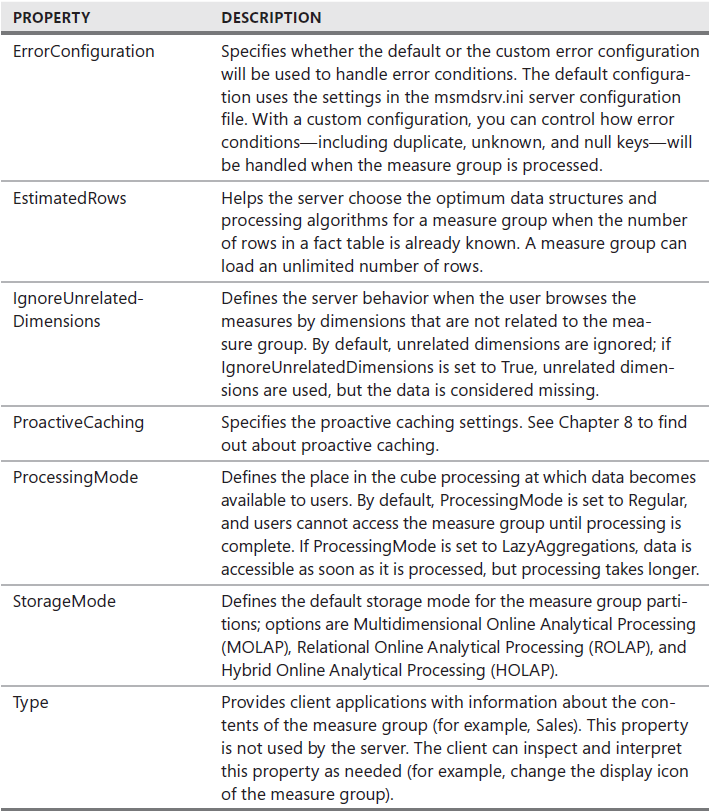 PROPERTY DESCRIPTION
ErrorConfiguration Specifies whether the default or the custom error configuration
will be used to handle error conditions. The default configura-
tion uses the settings in the msmdsrv.ini server configuration
file. With a custom configuration, you can control how error
conditions—including duplicate, unknown, and null keys—will
be handled when the measure group is processed.
EstimatedRows Helps the server choose the optimum data structures and
processing algorithms for a measure group when the number
of rows in a fact table is already known. A measure group can
load an unlimited number of rows.
IgnoreUnrelated- Defines the server behavior when the user browses the
Dimensions measures by dimensions that are not related to the mea-
sure group. By default, unrelated dimensions are ignored; if
IgnoreUnrelatedDimensions is set to True, unrelated dimen-
sions are used, but the data is considered missing.
ProactiveCaching Specifies the proactive caching settings. See Chapter 8 to find
out about proactive caching.
ProcessingMode Defines the place in the cube processing at which data becomes
available to users. By default, ProcessingMode is set to Regular,
and users cannot access the measure group until processing is
complete. If ProcessingMode is set to LazyAggregations, data is
accessible as soon as it is processed, but processing takes longer.
StorageMode Defines the default storage mode for the measure group parti-
tions; options are Multidimensional Online Analytical Processing
(MOLAP), Relational Online Analytical Processing (ROLAP), and
Hybrid Online Analytical Processing (HOLAP).
Type Provides client applications with information about the con-
tents of the measure group (for example, Sales). This property
is not used by the server. The client can inspect and interpret
this property as needed (for example, change the display icon
of the measure group).